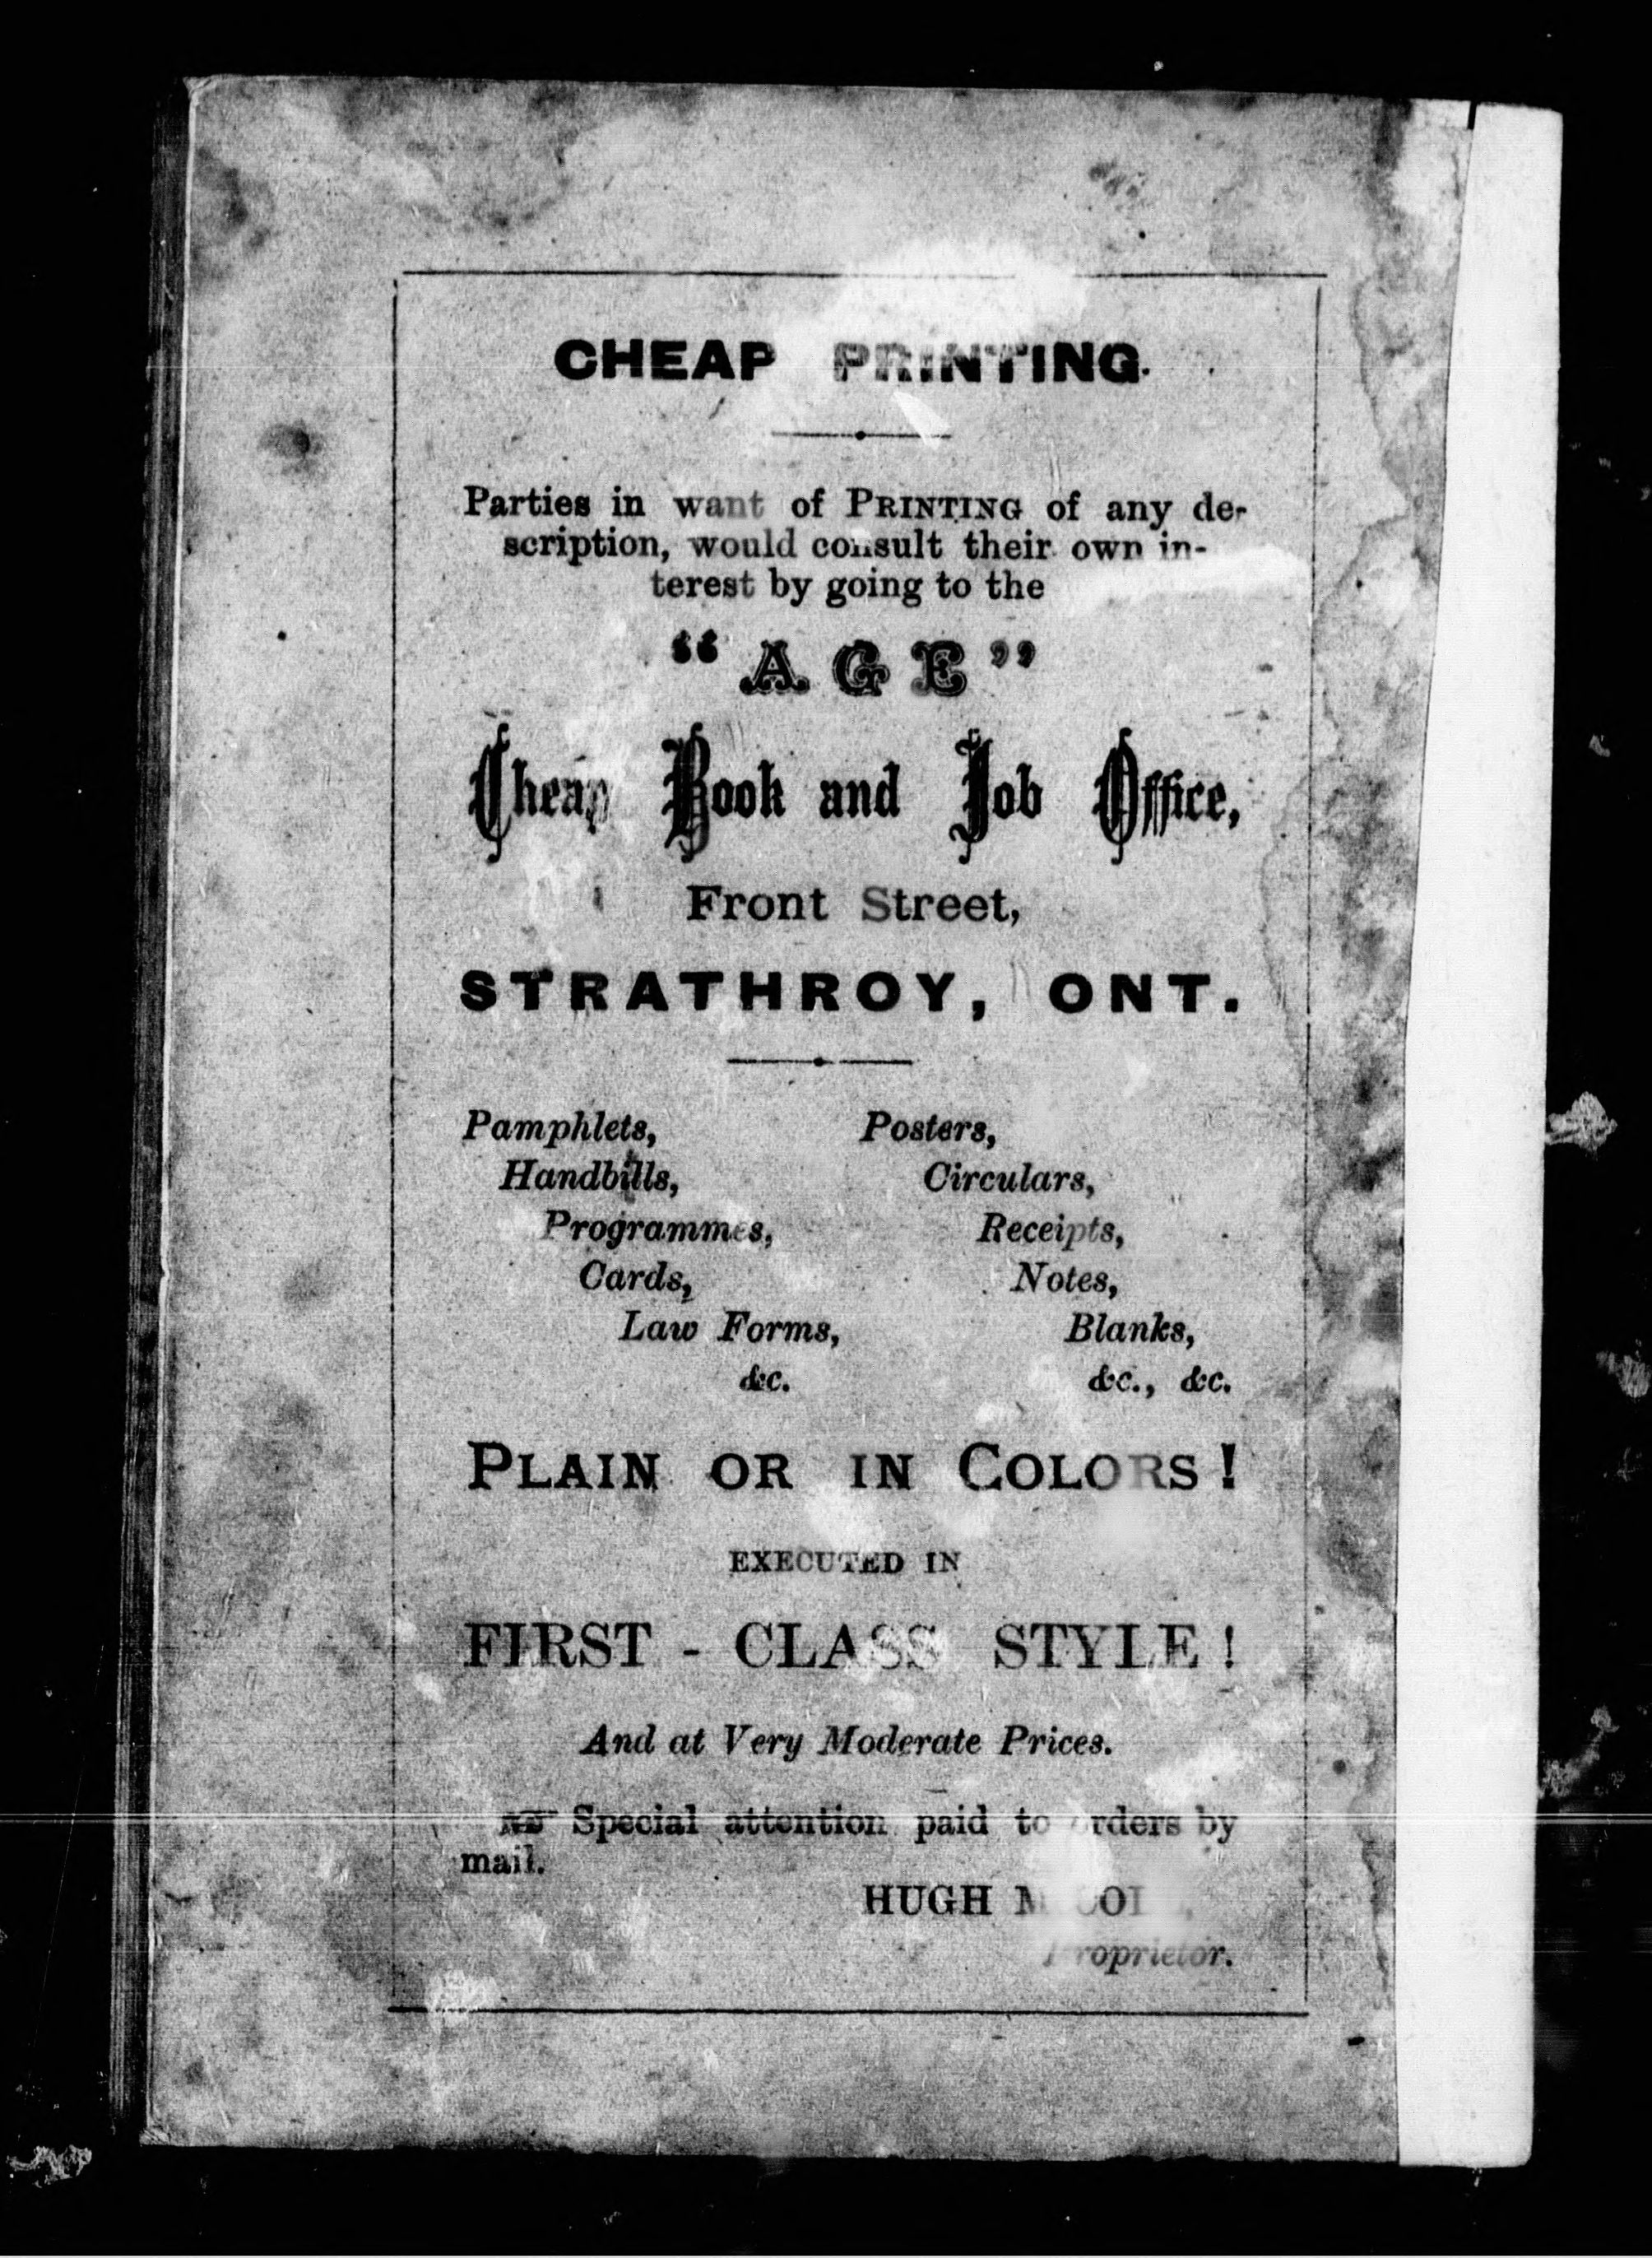 CHEAP PRINTING.
Parties in want of PRINTING of any de-
scription, would consult their own in-
terest by going to the
“AGE”
Cheap Book and Job Office,
Front Street,
STRATHROY, ONT.
Pamphlets, Posters,
Handbills, Circulars,
Programmes, Receipts,
Cards, Notes,
Law Forms, Blanks,
&c. &c., &c.
PLAIN OR IN COLORS!
EXECUTED IN
FIRST-CLASS STYLE!
And at Very Moderate Prices.
☞ Special attention paid to orders by
mail.
HUGH
Proprietor.